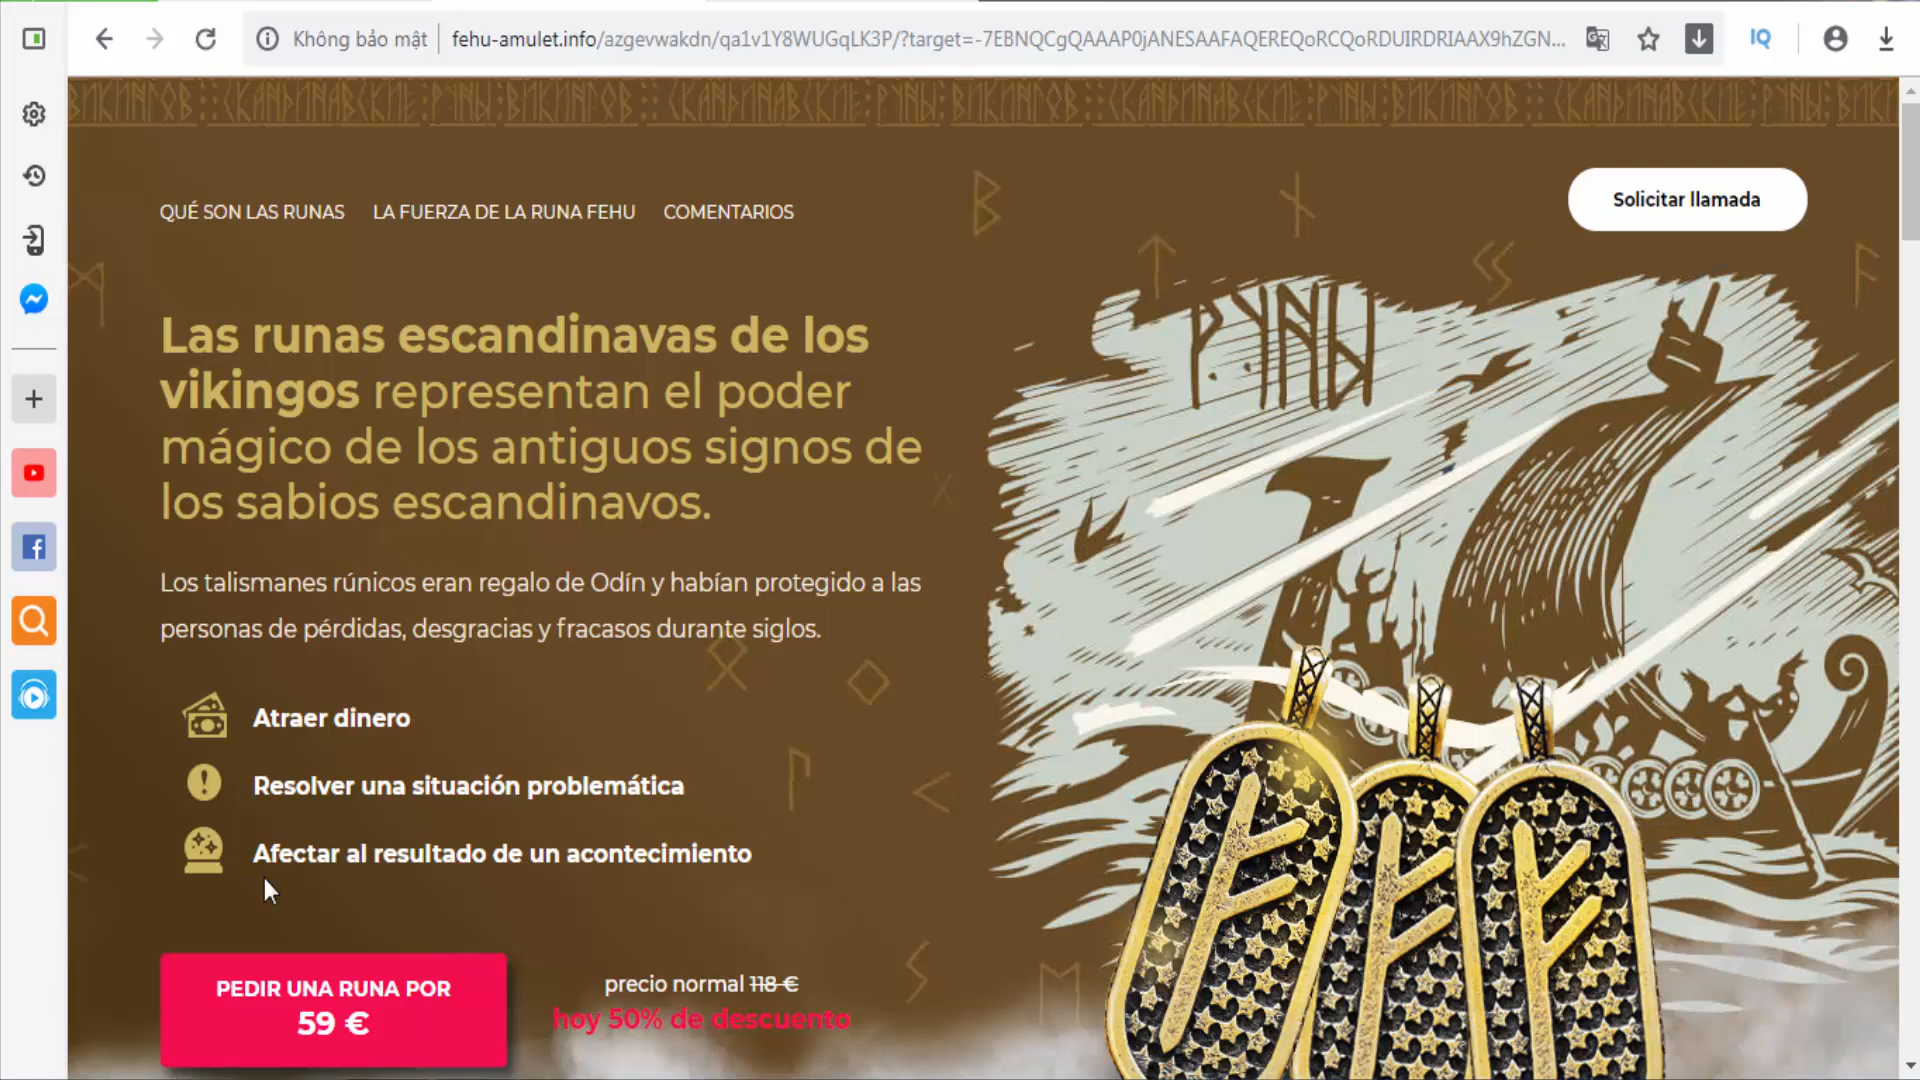 Không bảo mật
fehu-amulet.info/azgevwakdn/qa1v1Y8WUGqLK3P/?target=-7EBNQCgQAAAP0jANESAAFAQEREQoRCQoRDUIRDRIAAX9hZGN...
IQ
QUÉ SON LAS RUNAS LA FUERZA DE LA RUNA FEHU COMENTARIOS
Solicitar llamada
Las runas escandinavas de los
vikingos representan el poder
mágico de los antiguos signos de
los sabios escandinavos.
Los talismanes rúnicos eran regalo de Odín y habían protegido a las
personas de pérdidas, desgracias y fracasos durante siglos.
Atraer dinero
Resolver una situación problemática
Afectar al resultado de un acontecimiento
PEDIR UNA RUNA POR
59 €
precio normal 118 €
hoy 50% de descuento